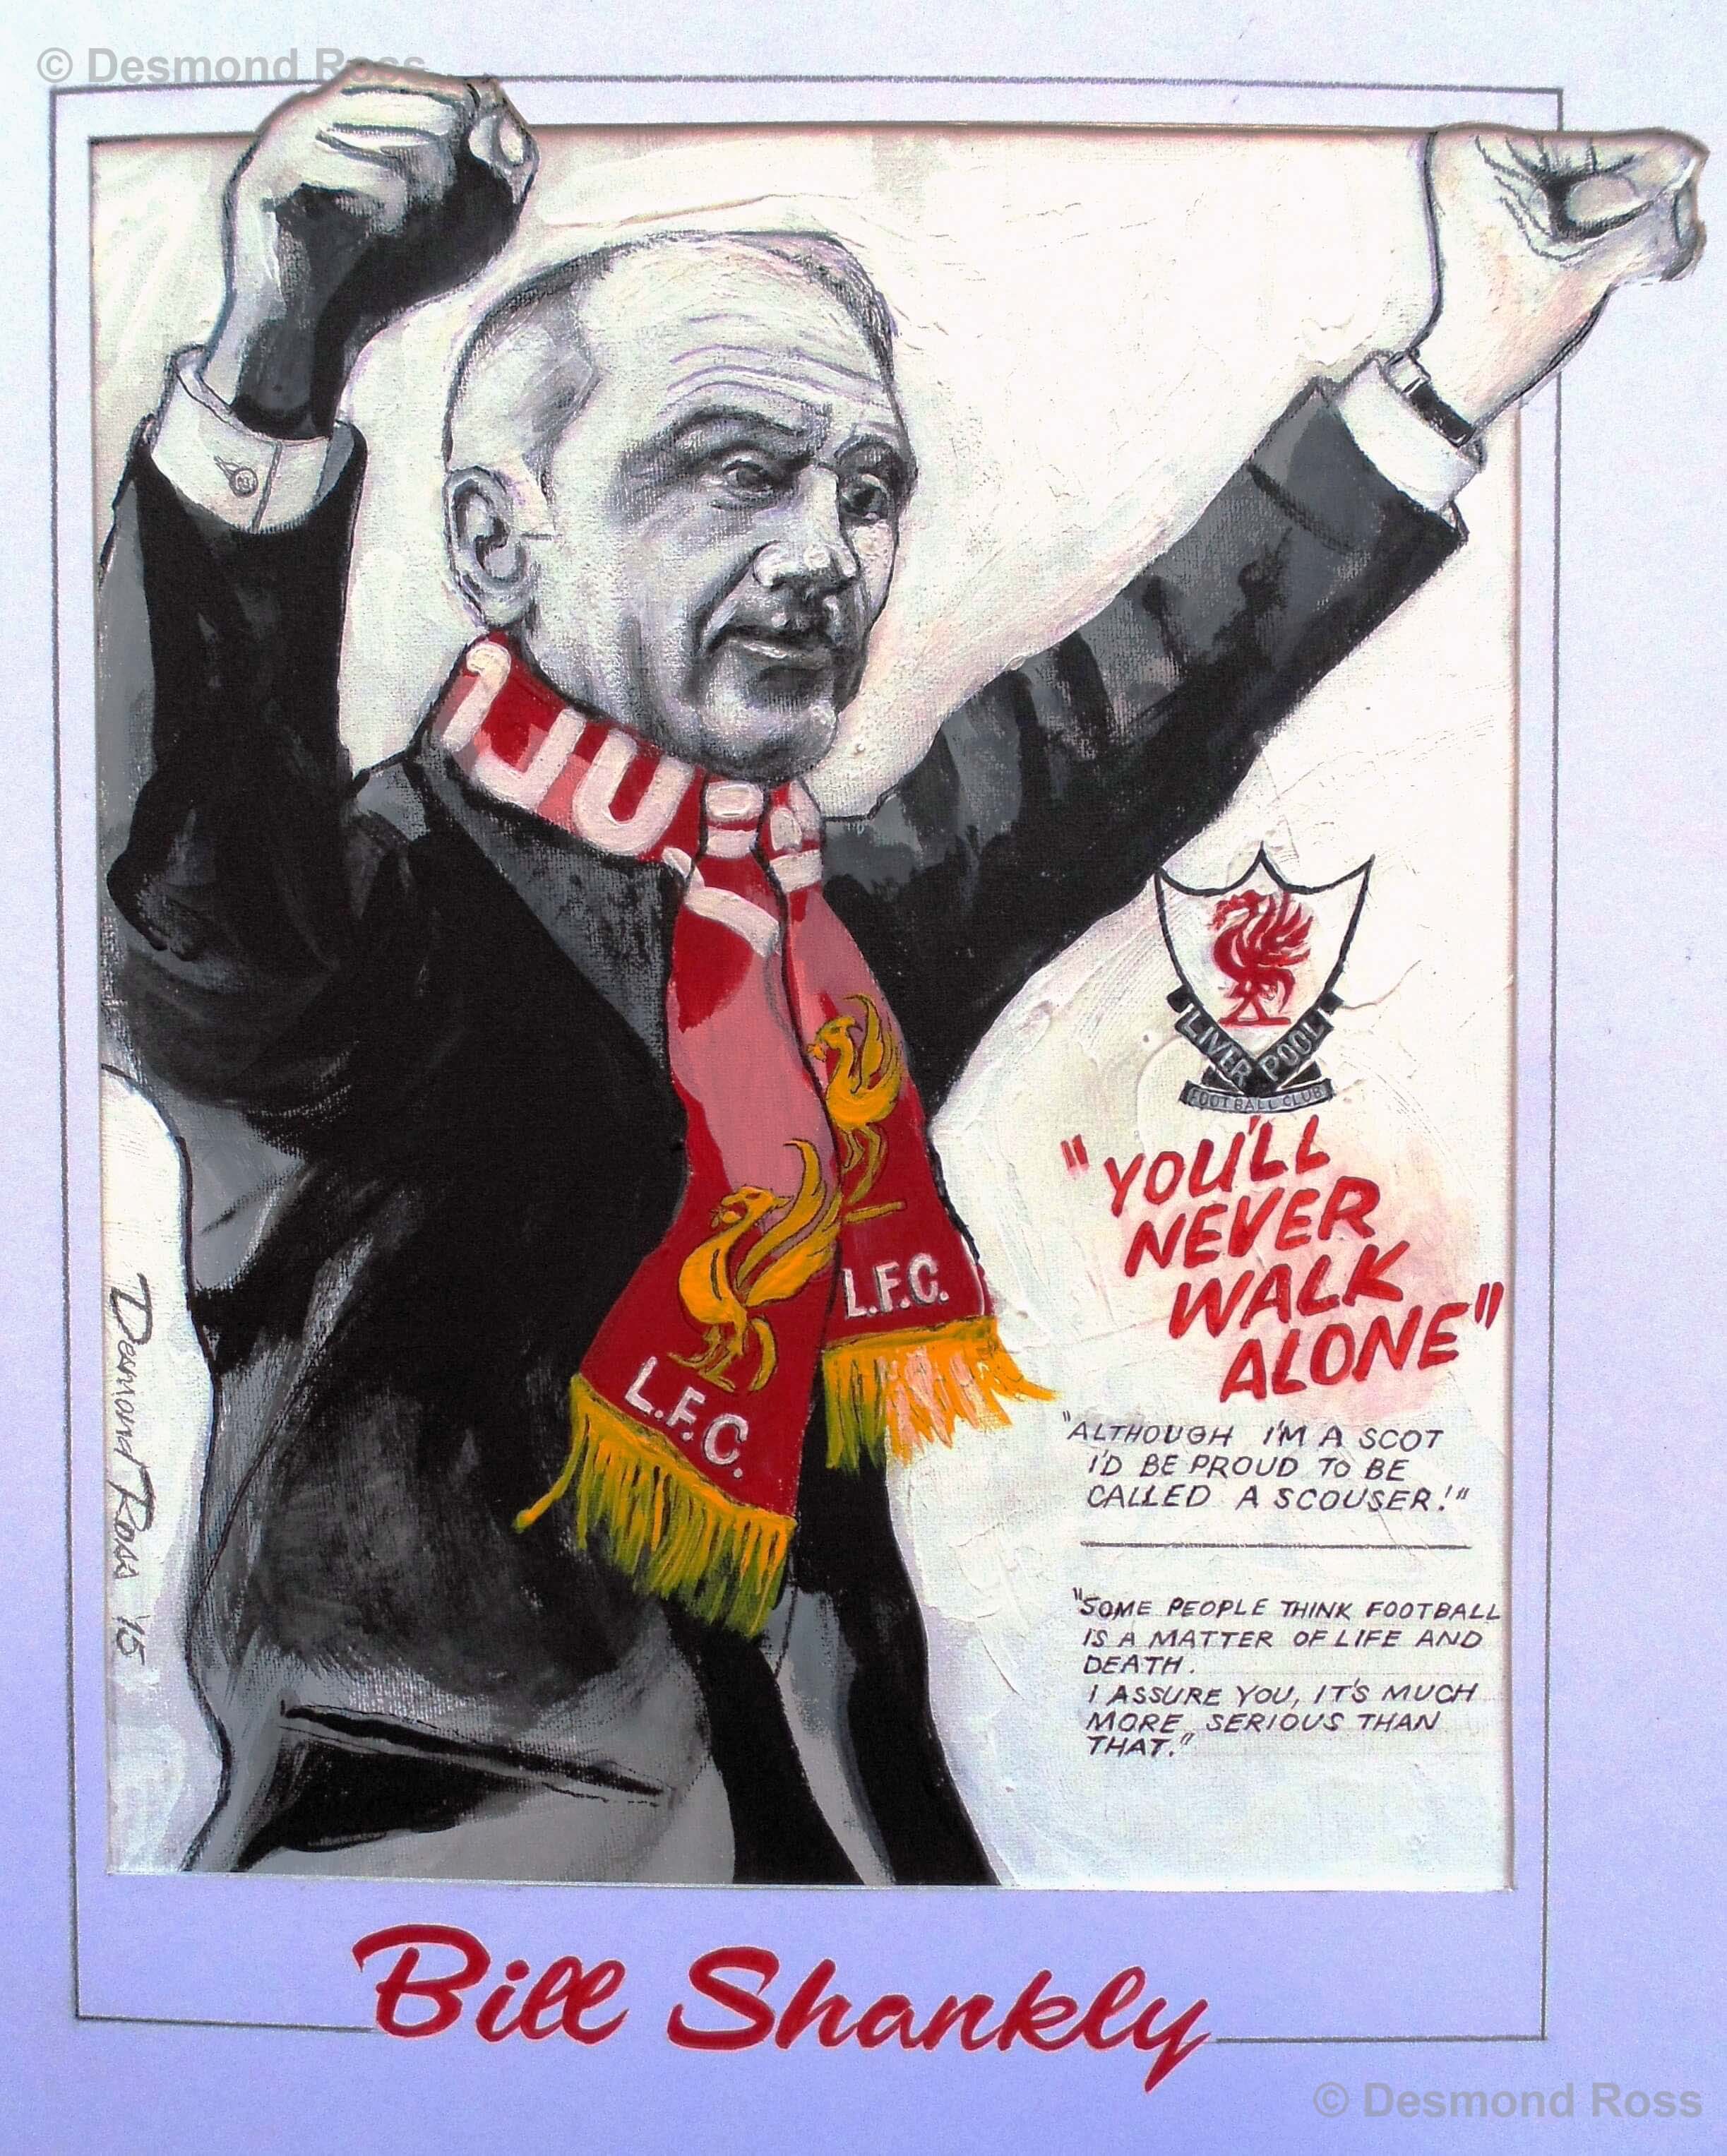 © Desmond Ross
LIVERPOOL
FOOTBALL CLUB
"YOU'LL
NEVER
WALK
ALONE"
L.F.C.
L.F.C.
"ALTHOUGH I'M A SCOT
I'D BE PROUD TO BE
CALLED A SCOUSER!"
"SOME PEOPLE THINK FOOTBALL
IS A MATTER OF LIFE AND
DEATH.
I ASSURE YOU, IT'S MUCH
MORE SERIOUS THAN
THAT."
Desmond Ross '15
Bill Shankly
© Desmond Ross